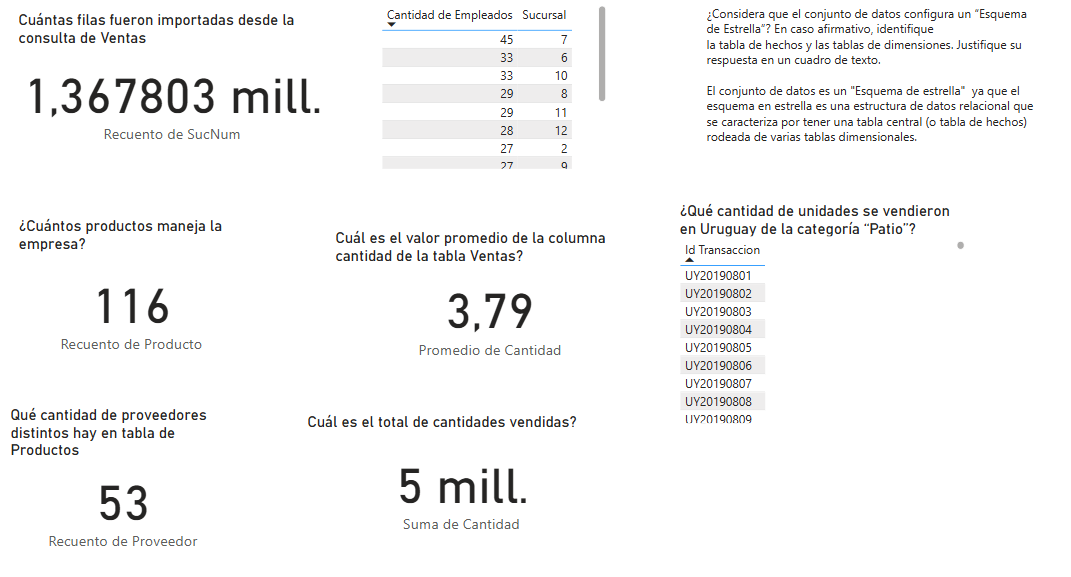 Cuántas filas fueron importadas desde la
consulta de Ventas
1,367803 mill.
Recuento de SucNum
Cantidad de Empleados Sucursal
45 7
33 6
33 10
29 8
29 11
28 12
27 2
27 9
¿Considera que el conjunto de datos configura un “Esquema
de Estrella”? En caso afirmativo, identifique
la tabla de hechos y las tablas de dimensiones. Justifique su
respuesta en un cuadro de texto.
El conjunto de datos es un "Esquema de estrella" ya que el
esquema en estrella es una estructura de datos relacional que
se caracteriza por tener una tabla central (o tabla de hechos)
rodeada de varias tablas dimensionales.
¿Cuántos productos maneja la
empresa?
116
Recuento de Producto
Cuál es el valor promedio de la columna
cantidad de la tabla Ventas?
3,79
Promedio de Cantidad
¿Qué cantidad de unidades se vendieron
en Uruguay de la categoría “Patio”?
Id Transaccion
UY20190801
UY20190802
UY20190803
UY20190804
UY20190805
UY20190806
UY20190807
UY20190808
UY20190809
Qué cantidad de proveedores
distintos hay en tabla de
Productos
53
Recuento de Proveedor
Cuál es el total de cantidades vendidas?
5 mill.
Suma de Cantidad